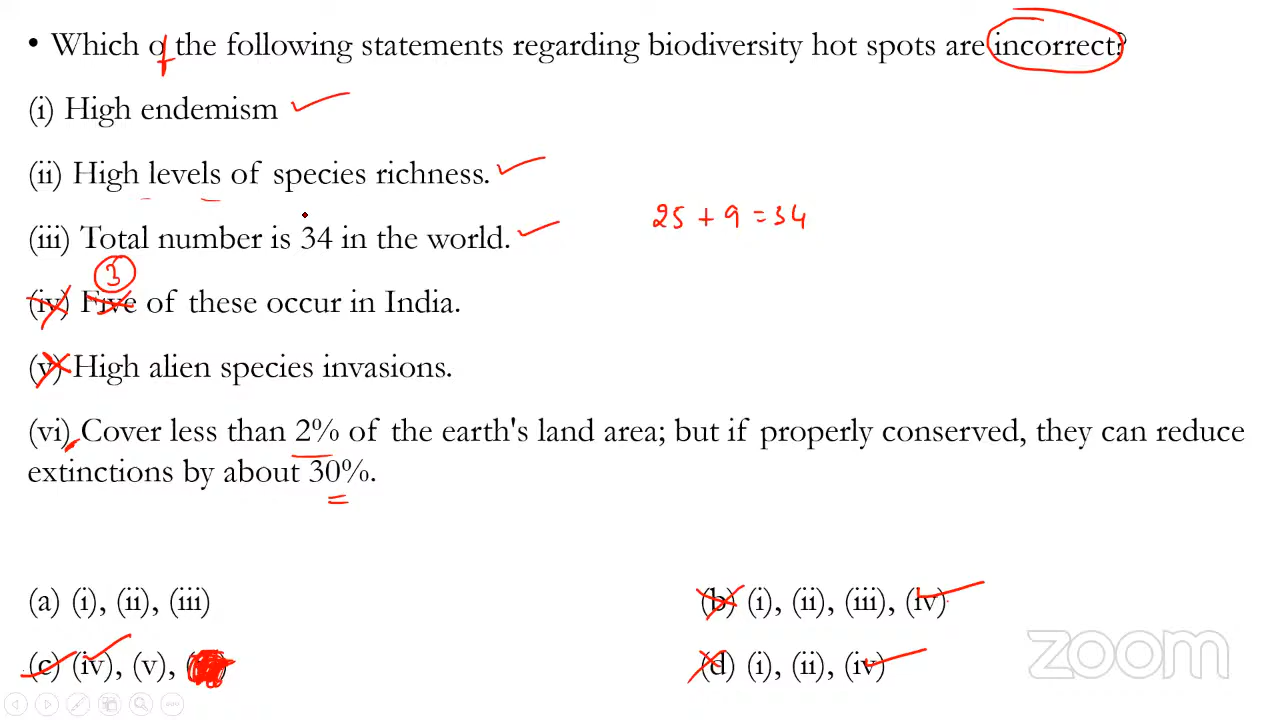 • Which of the following statements regarding biodiversity hot spots are incorrect?
(i) High endemism
(ii) High levels of species richness.
25 + 9 = 34
(iii) Total number is 34 in the world.
3
(iv) Five of these occur in India.
(v) High alien species invasions.
(vi) Cover less than 2% of the earth's land area; but if properly conserved, they can reduce
extinctions by about 30%.
(a) (i), (ii), (iii)
(b) (i), (ii), (iii), (iv)
(c) (iv), (v),
(d) (i), (ii), (iv)
zoom